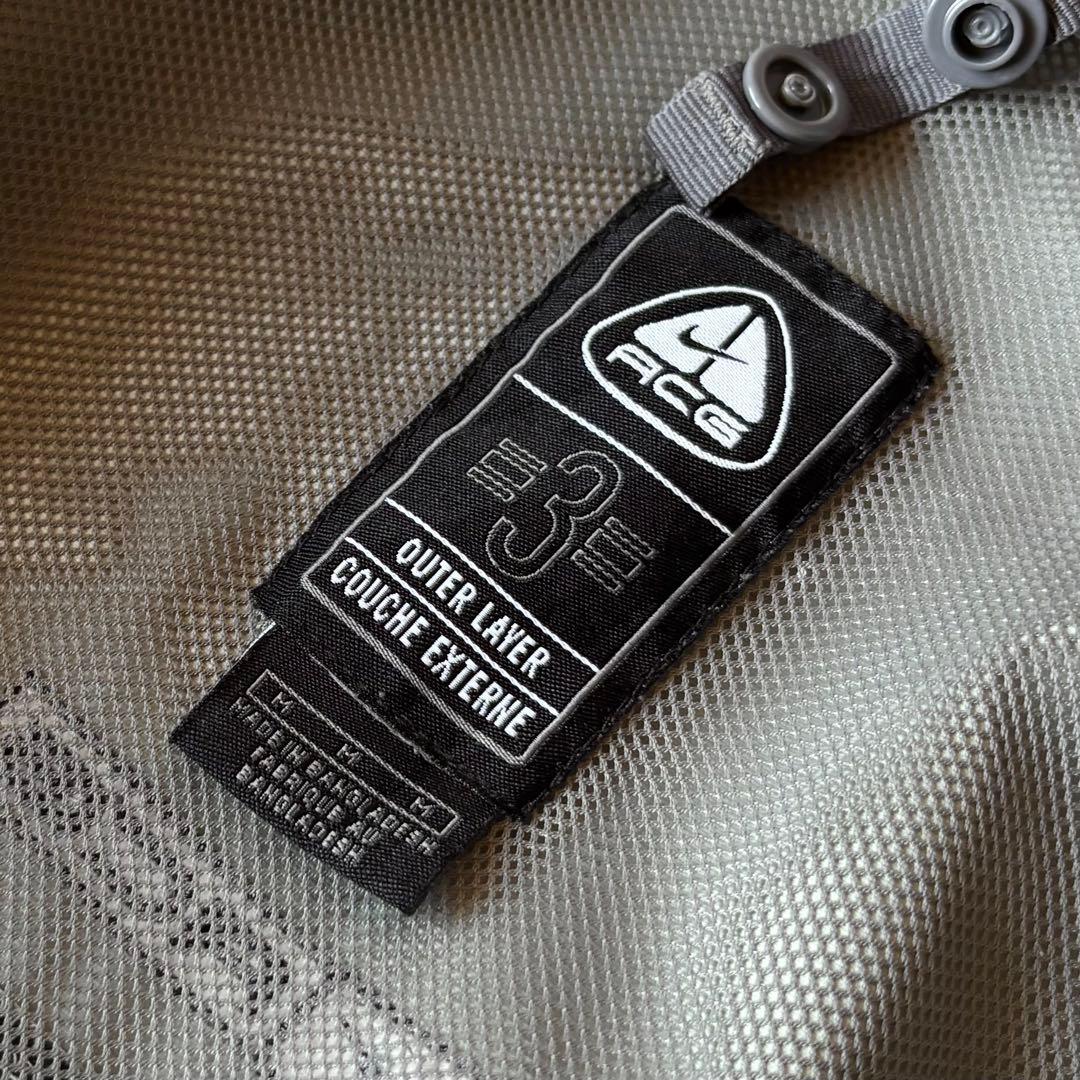 ACG
3
OUTER LAYER
COUCHE EXTERNE
M M M
MADE IN BANGLADESH
FABRIQUE AU
BANGLADESH